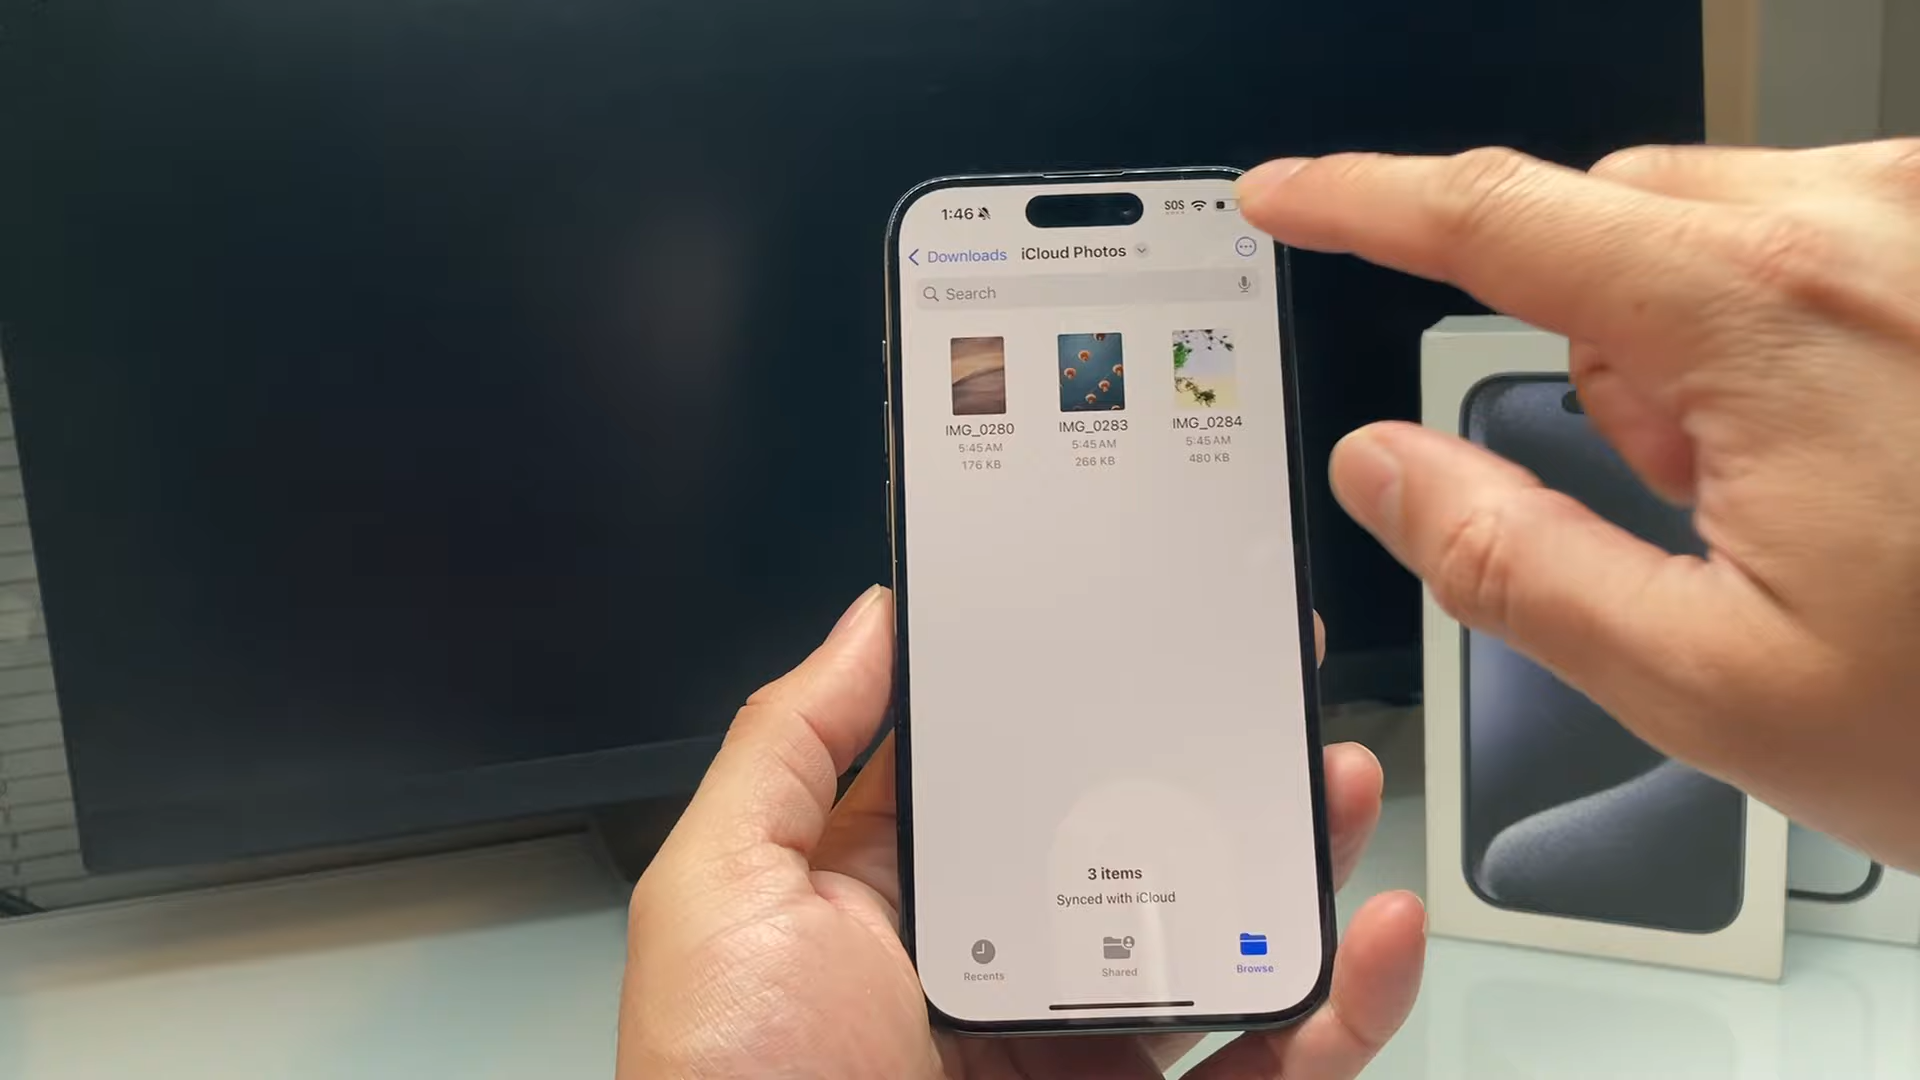 1:46 SOS
Downloads iCloud Photos
Search
IMG_0280 IMG_0283 IMG_0284
5:45 AM 5:45 AM 5:45 AM
176 KB 266 KB 480 KB
3 items
Synced with iCloud
Recents Shared Browse